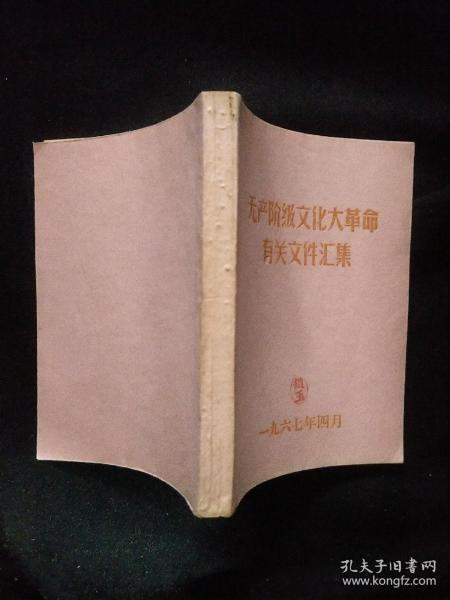 无产阶级文化大革命
有关文件汇集
一九六七年四月
孔夫子旧书网
www.kongfz.com